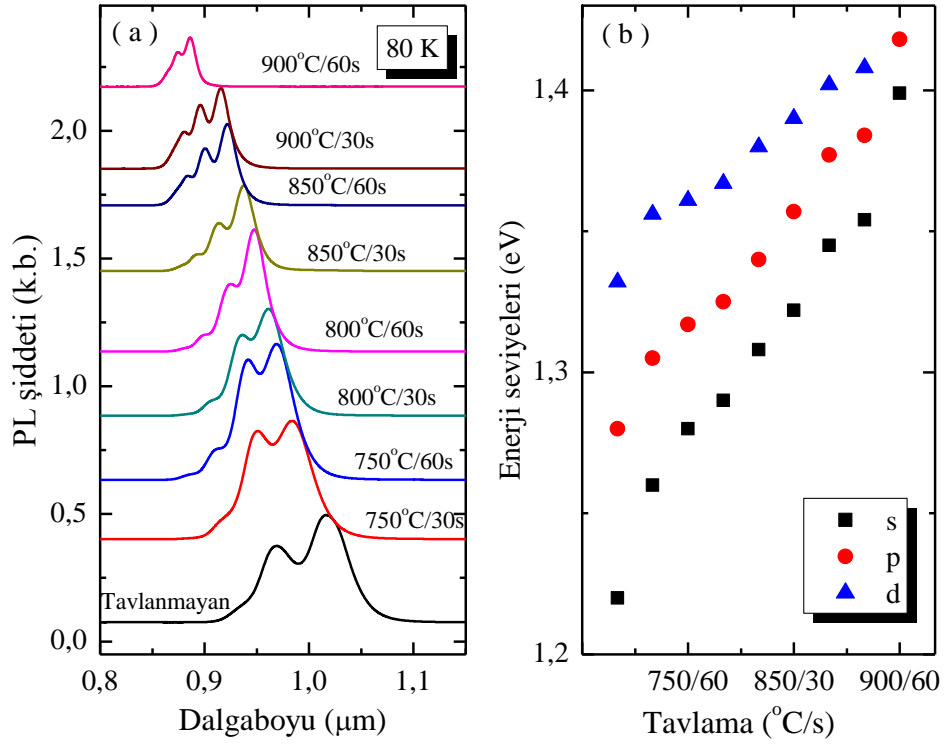 ( a )
80 K
900°C/60s
900°C/30s
850°C/60s
850°C/30s
800°C/60s
800°C/30s
750°C/60s
750°C/30s
Tavlanmayan
2,0
1,5
1,0
0,5
0,0
PL şiddeti (k.b.)
0,8 0,9 1,0 1,1
Dalgaboyu (μm)
( b )
1,4
1,3
1,2
Enerji seviyeleri (eV)
s
p
d
750/60 850/30 900/60
Tavlama (°C/s)